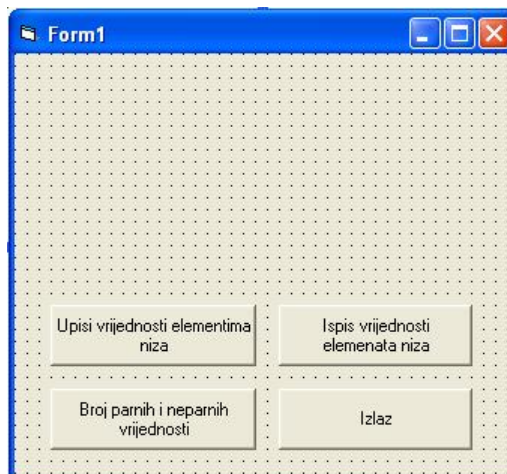 Form1
Upisi vrijednosti elementima
niza
Ispis vrijednosti
elemenata niza
Broj parnih i neparnih
vrijednosti
Izlaz